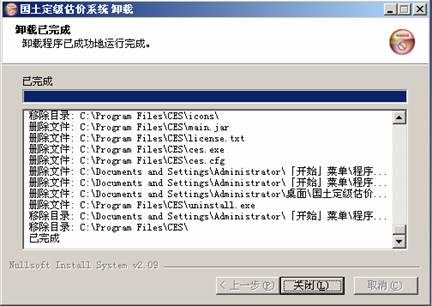 国土定级估价系统 卸载
卸载已完成
卸载程序已成功地运行完成。
已完成
移除目录: C:\Program Files\CES\icons\
删除文件: C:\Program Files\CES\main.jar
删除文件: C:\Program Files\CES\license.txt
删除文件: C:\Program Files\CES\ces.exe
删除文件: C:\Program Files\CES\ces.cfg
删除文件: C:\Documents and Settings\Administrator\「开始」菜单\程序...
删除文件: C:\Documents and Settings\Administrator\「开始」菜单\程序...
删除文件: C:\Documents and Settings\Administrator\桌面\国土定级估价...
删除文件: C:\Program Files\CES\uninstall.exe
移除目录: C:\Documents and Settings\Administrator\「开始」菜单\程序...
移除目录: C:\Program Files\CES\
已完成
Nullsoft Install System v2.09
< 上一步(P) 关闭(L) 取消(C)